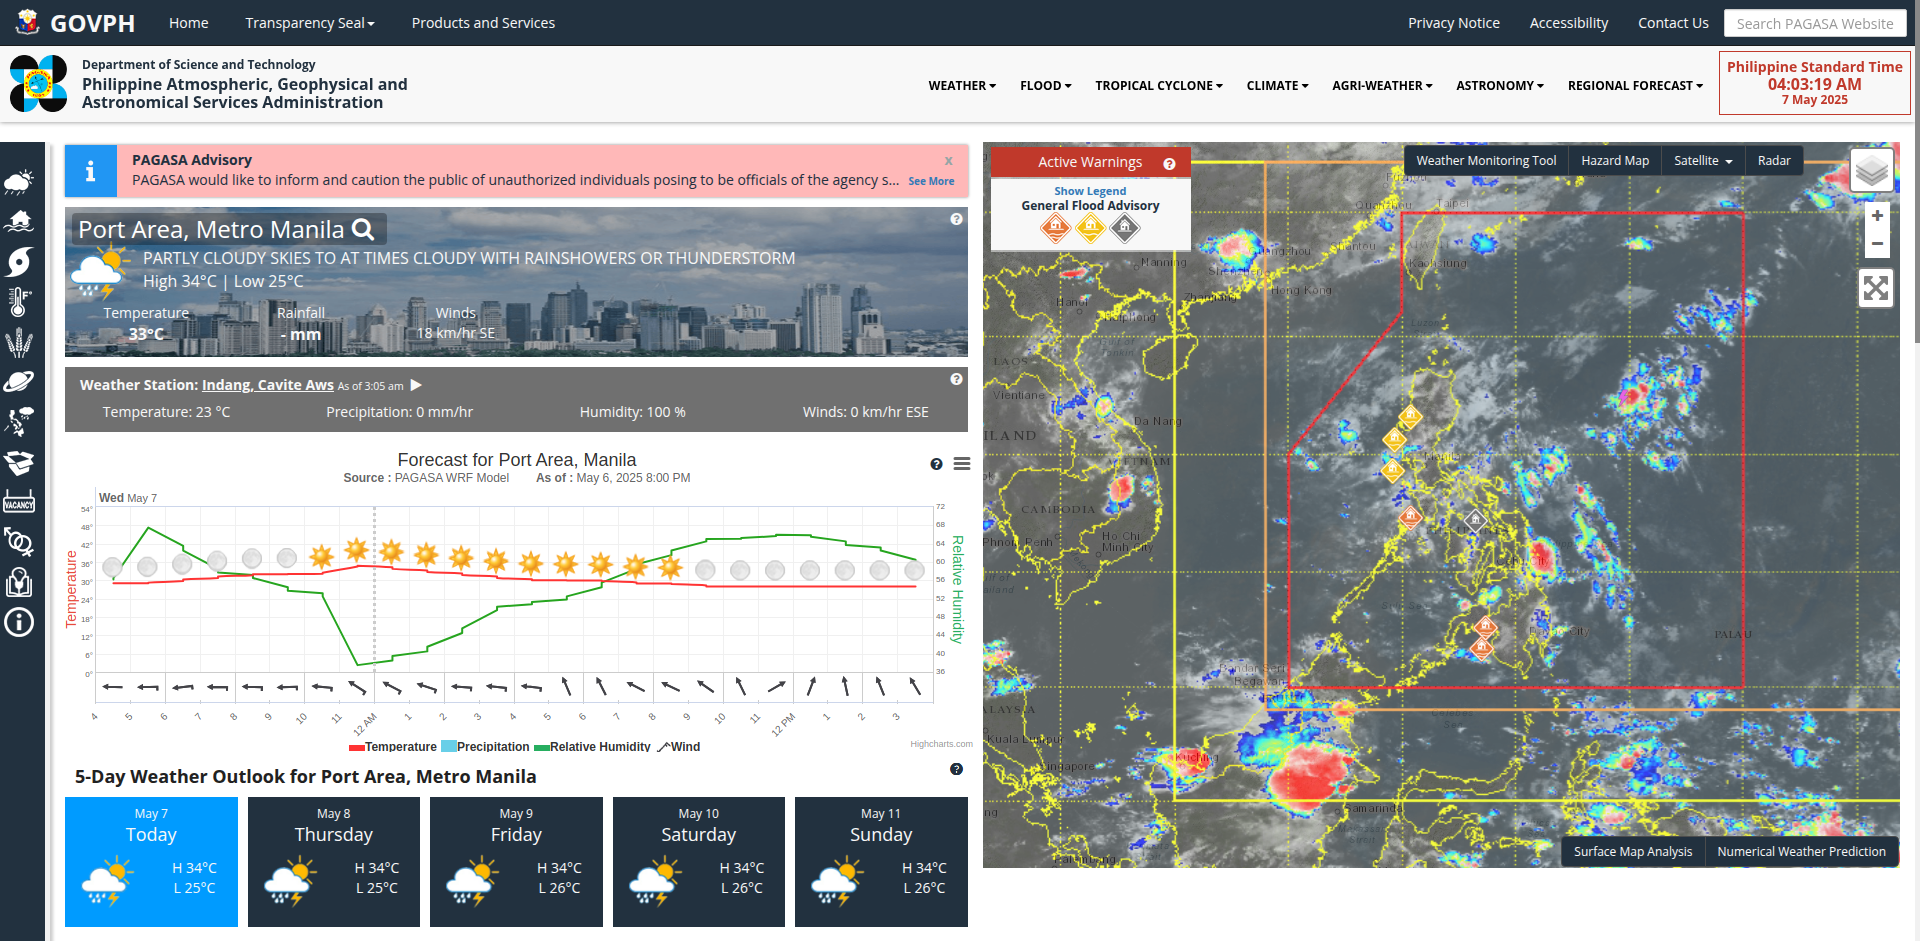 GOVPH
Home
Transparency Seal
Products and Services
Privacy Notice
Accessibility
Contact Us
Search PAGASA Website
Department of Science and Technology
Philippine Atmospheric, Geophysical and
Astronomical Services Administration
WEATHER
FLOOD
TROPICAL CYCLONE
CLIMATE
AGRI-WEATHER
ASTRONOMY
REGIONAL FORECAST
Philippine Standard Time
04:03:19 AM
7 May 2025
VACANCY
PAGASA Advisory
x
PAGASA would like to inform and caution the public of unauthorized individuals posing to be officials of the agency s...
See More
Port Area, Metro Manila
PARTLY CLOUDY SKIES TO AT TIMES CLOUDY WITH RAINSHOWERS OR THUNDERSTORM
High 34°C | Low 25°C
Temperature
33°C
Rainfall
- mm
Winds
18 km/hr SE
Weather Station: Indang, Cavite Aws As of 3:05 am
Temperature: 23 °C
Precipitation: 0 mm/hr
Humidity: 100 %
Winds: 0 km/hr ESE
Forecast for Port Area, Manila
Source : PAGASA WRF Model
As of : May 6, 2025 8:00 PM
Wed May 7
Temperature
54°
48°
42°
36°
30°
24°
18°
12°
6°
0°
72
68
64
60
56
52
48
44
40
36
Relative Humidity
4
5
6
7
8
9
10
11
12 AM
1
2
3
4
5
6
7
8
9
10
11
12 PM
1
2
3
Temperature
Precipitation
Relative Humidity
Wind
Highcharts.com
5-Day Weather Outlook for Port Area, Metro Manila
May 7
Today
H 34°C
L 25°C
May 8
Thursday
H 34°C
L 25°C
May 9
Friday
H 34°C
L 26°C
May 10
Saturday
H 34°C
L 26°C
May 11
Sunday
H 34°C
L 26°C
Active Warnings
Show Legend
General Flood Advisory
Weather Monitoring Tool
Hazard Map
Satellite
Radar
+
−
Taipei
Kaohsiung
Nanning
Hong Kong
Hanoi
LAOS
Vientiane
Da Nang
CAMBODIA
Phnom Penh
Ho Chi
Minh City
PALAU
Bandar Seri
Begawan
Kuala Lumpur
Singapore
Kuching
Samarinda
Surface Map Analysis
Numerical Weather Prediction